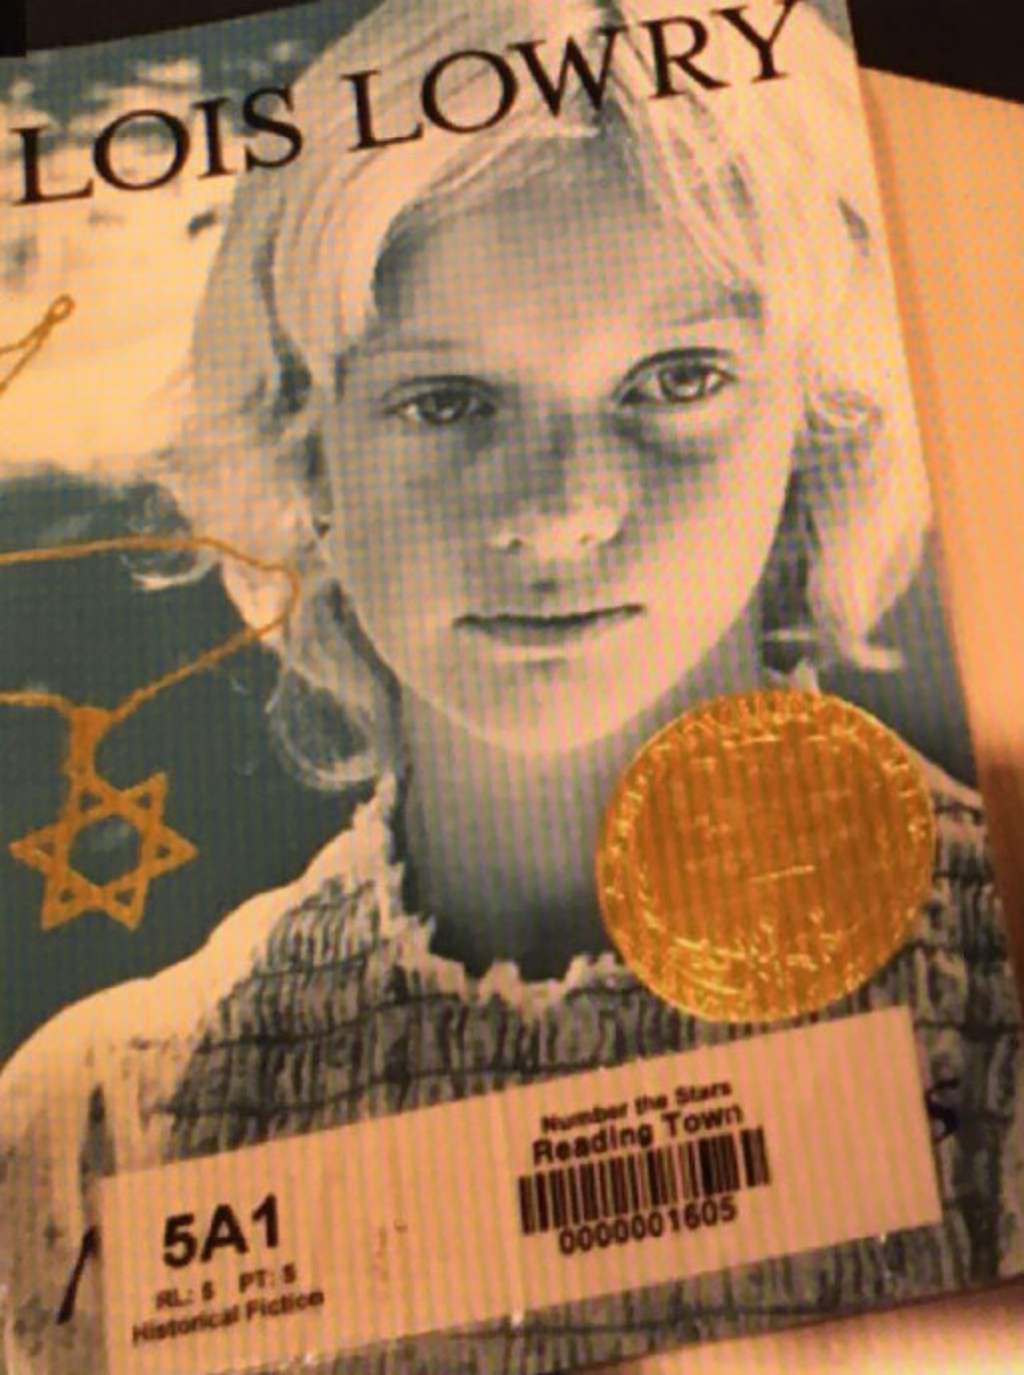 LOIS LOWRY
Number the Stars
Reading Town
0000001605
5A1
RL: 5 PT: 5
Historical Fiction